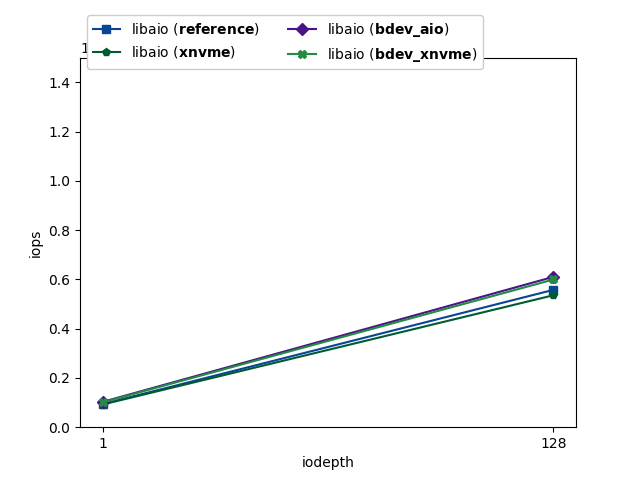 libaio (reference)
libaio (xnvme)
libaio (bdev_aio)
libaio (bdev_xnvme)
1.4
1.2
1.0
0.8
0.6
0.4
0.2
0.0
iops
1
128
iodepth